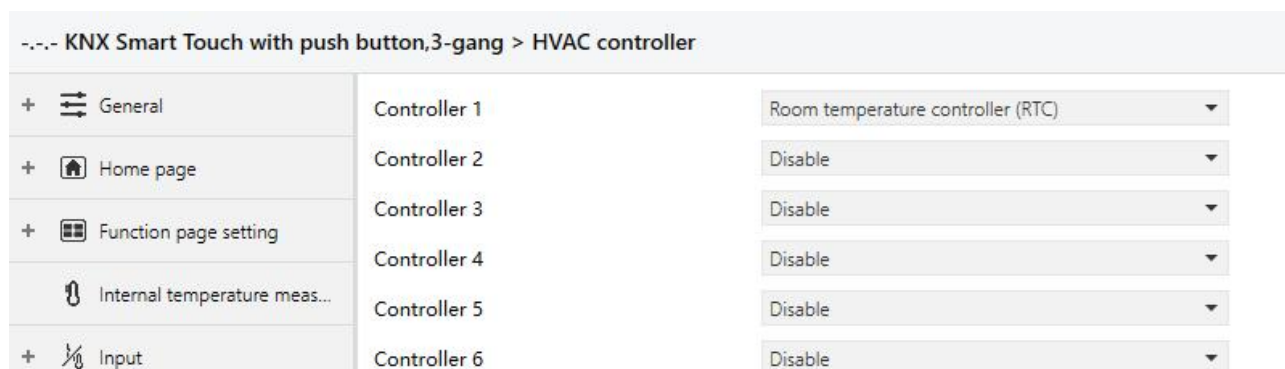 -.-.- KNX Smart Touch with push button,3-gang > HVAC controller
+ General
Controller 1 Room temperature controller (RTC)
+ Home page
Controller 2 Disable
Controller 3 Disable
+ Function page setting
Controller 4 Disable
Internal temperature meas...
Controller 5 Disable
+ Input
Controller 6 Disable